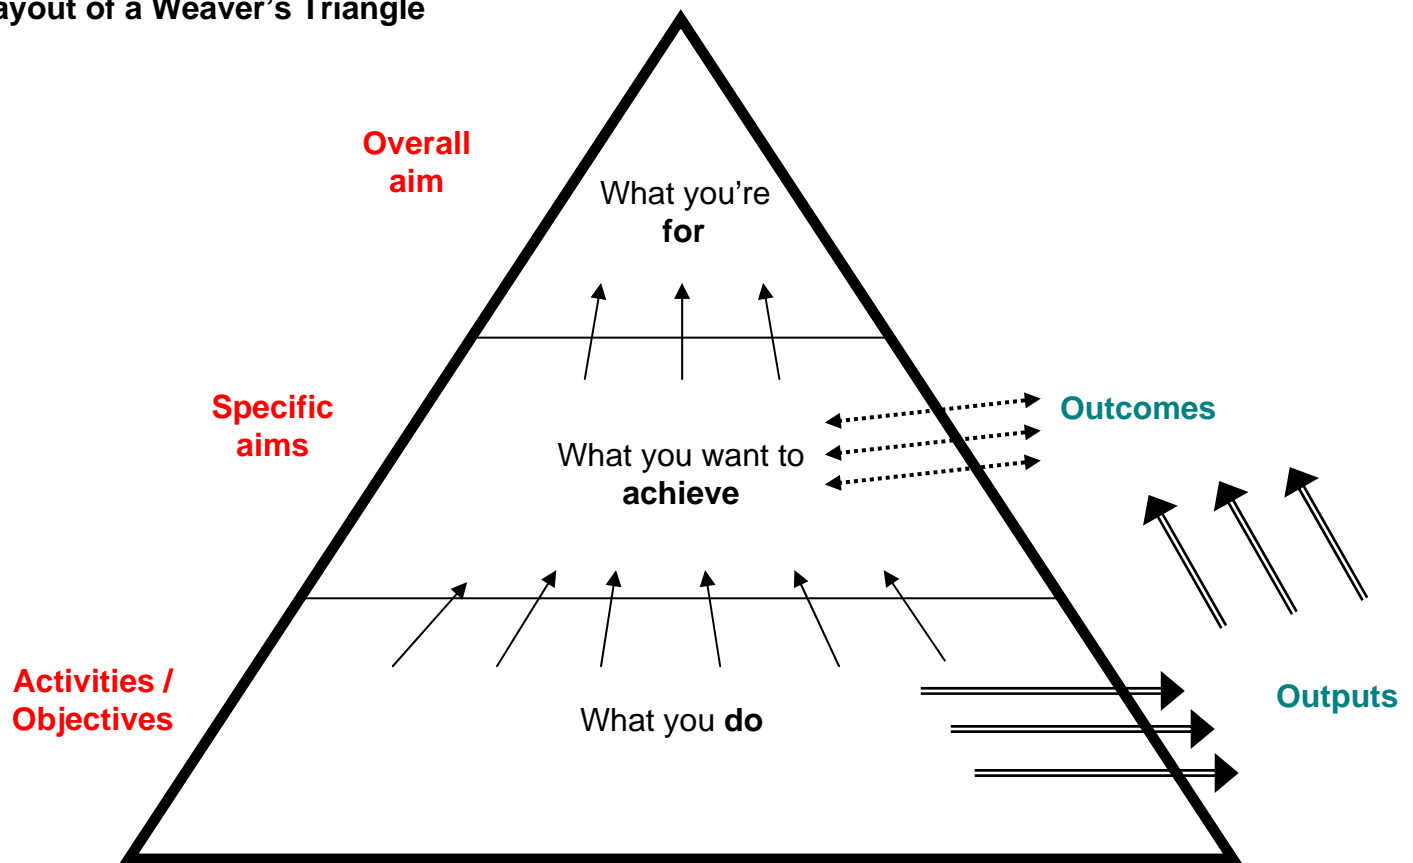 ayout of a Weaver's Triangle
Overall
aim
What you're
for
Specific
aims
Outcomes
What you want to
achieve
Activities /
Objectives
Outputs
What you do